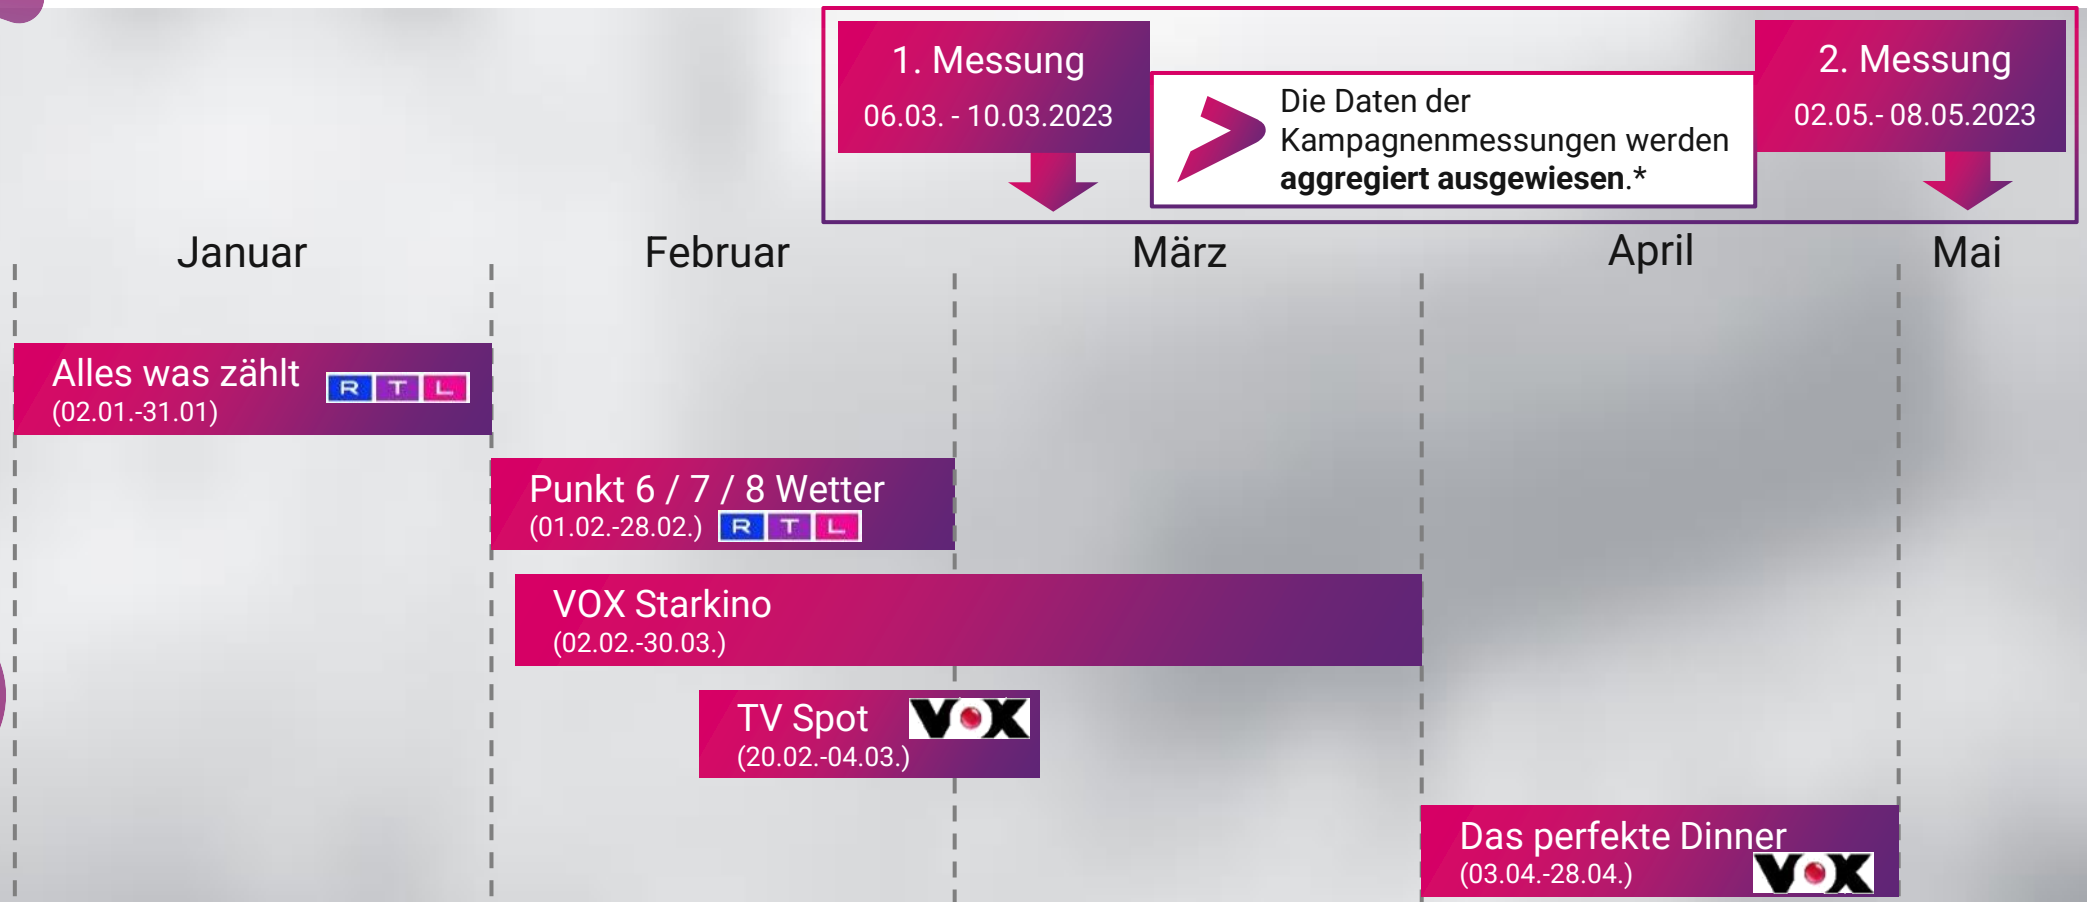 1. Messung
06.03. - 10.03.2023
Die Daten der
Kampagnenmessungen werden
aggregiert ausgewiesen.*
2. Messung
02.05.- 08.05.2023
Januar
Februar
März
April
Mai
Alles was zählt
(02.01.-31.01)
RTL
Punkt 6 / 7 / 8 Wetter
(01.02.-28.02.)
RTL
VOX Starkino
(02.02.-30.03.)
TV Spot
(20.02.-04.03.)
VOX
Das perfekte Dinner
(03.04.-28.04.)
VOX